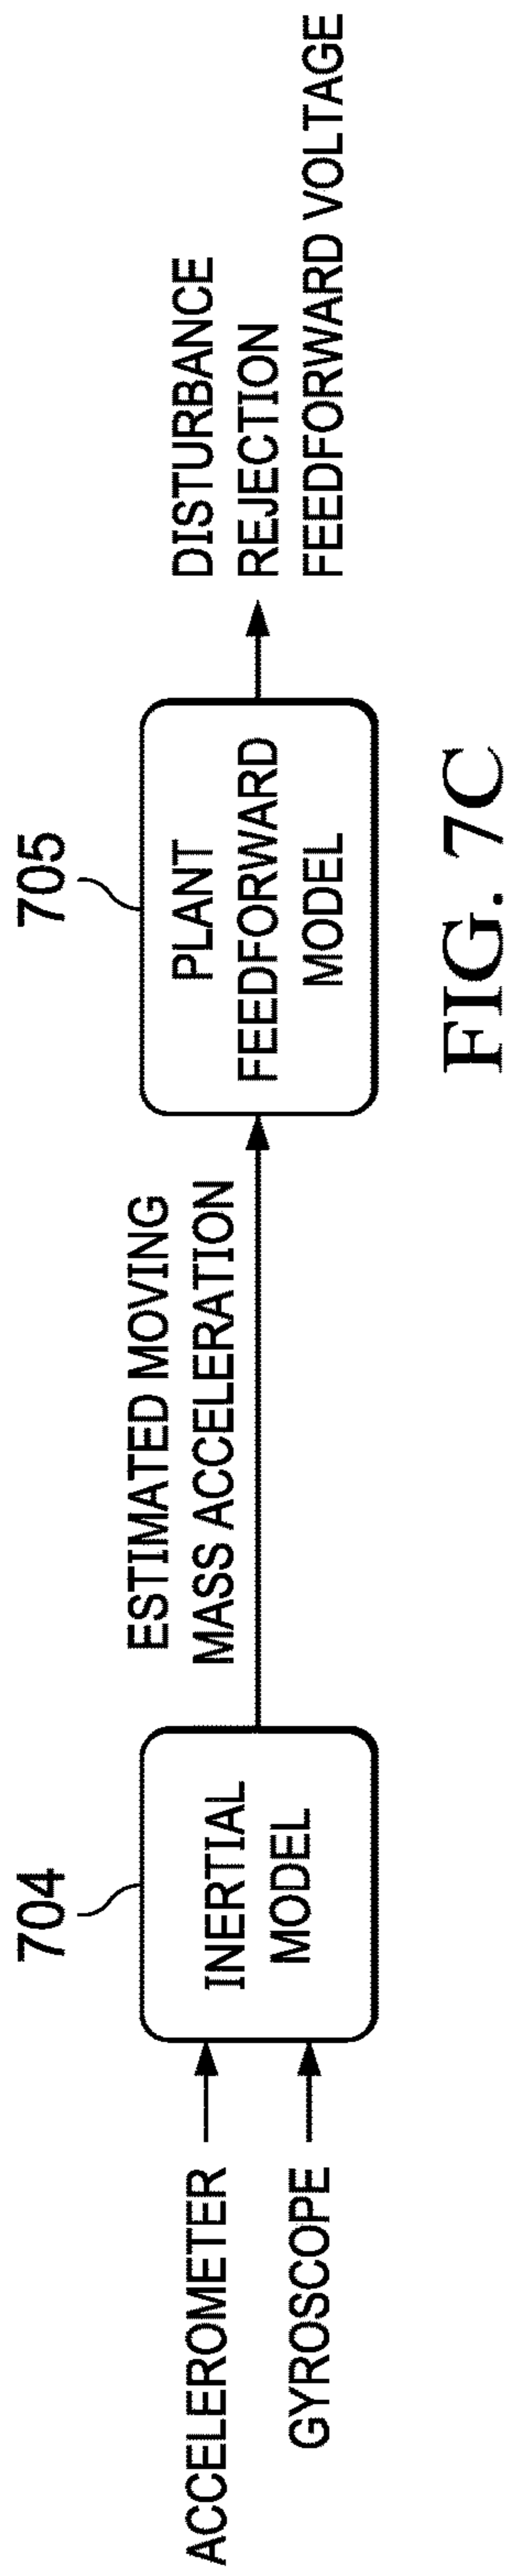 ACCELEROMETER
GYROSCOPE
704
INERTIAL
MODEL
ESTIMATED MOVING
MASS ACCELERATION
705
PLANT
FEEDFORWARD
MODEL
DISTURBANCE
REJECTION
FEEDFORWARD VOLTAGE
FIG. 7C